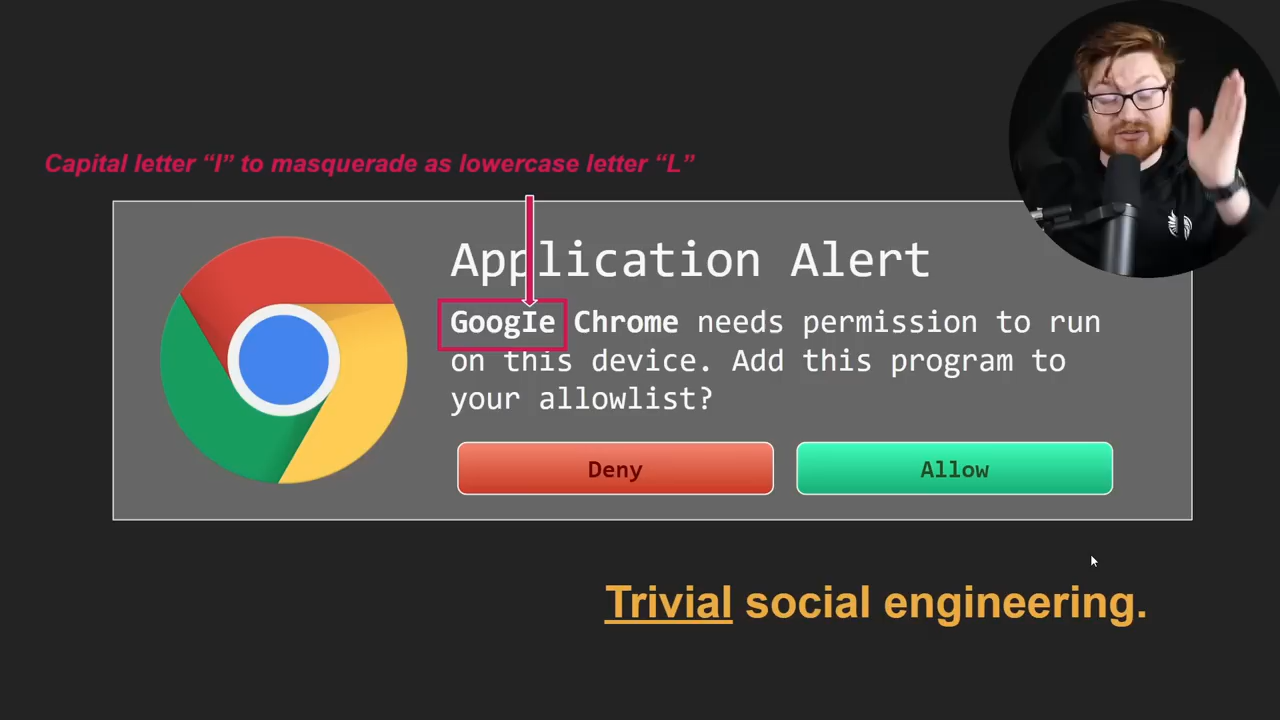 Capital letter “I” to masquerade as lowercase letter “L”
Application Alert
GoogIe Chrome needs permission to run
on this device. Add this program to
your allowlist?
Deny
Allow
Trivial social engineering.